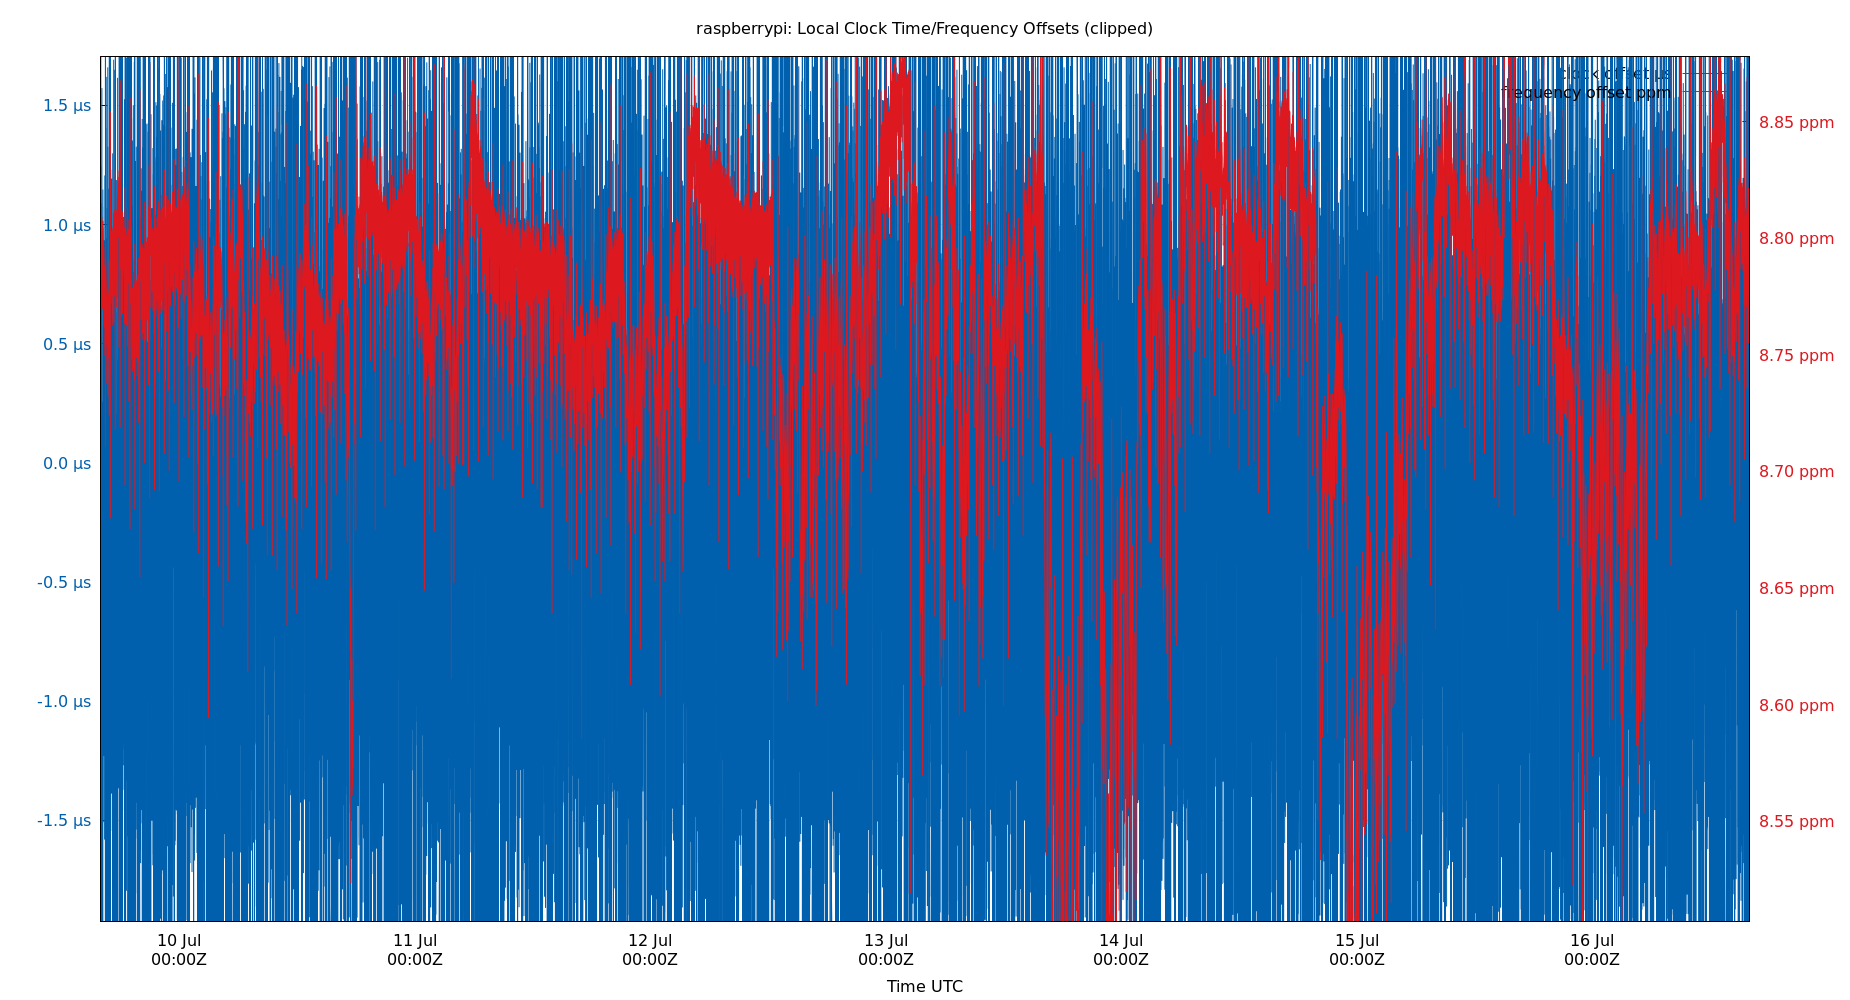 raspberrypi: Local Clock Time/Frequency Offsets (clipped)
clock offset µs
frequency offset ppm
1.5 µs
1.0 µs
0.5 µs
0.0 µs
-0.5 µs
-1.0 µs
-1.5 µs
8.85 ppm
8.80 ppm
8.75 ppm
8.70 ppm
8.65 ppm
8.60 ppm
8.55 ppm
10 Jul
00:00Z
11 Jul
00:00Z
12 Jul
00:00Z
13 Jul
00:00Z
14 Jul
00:00Z
15 Jul
00:00Z
16 Jul
00:00Z
Time UTC